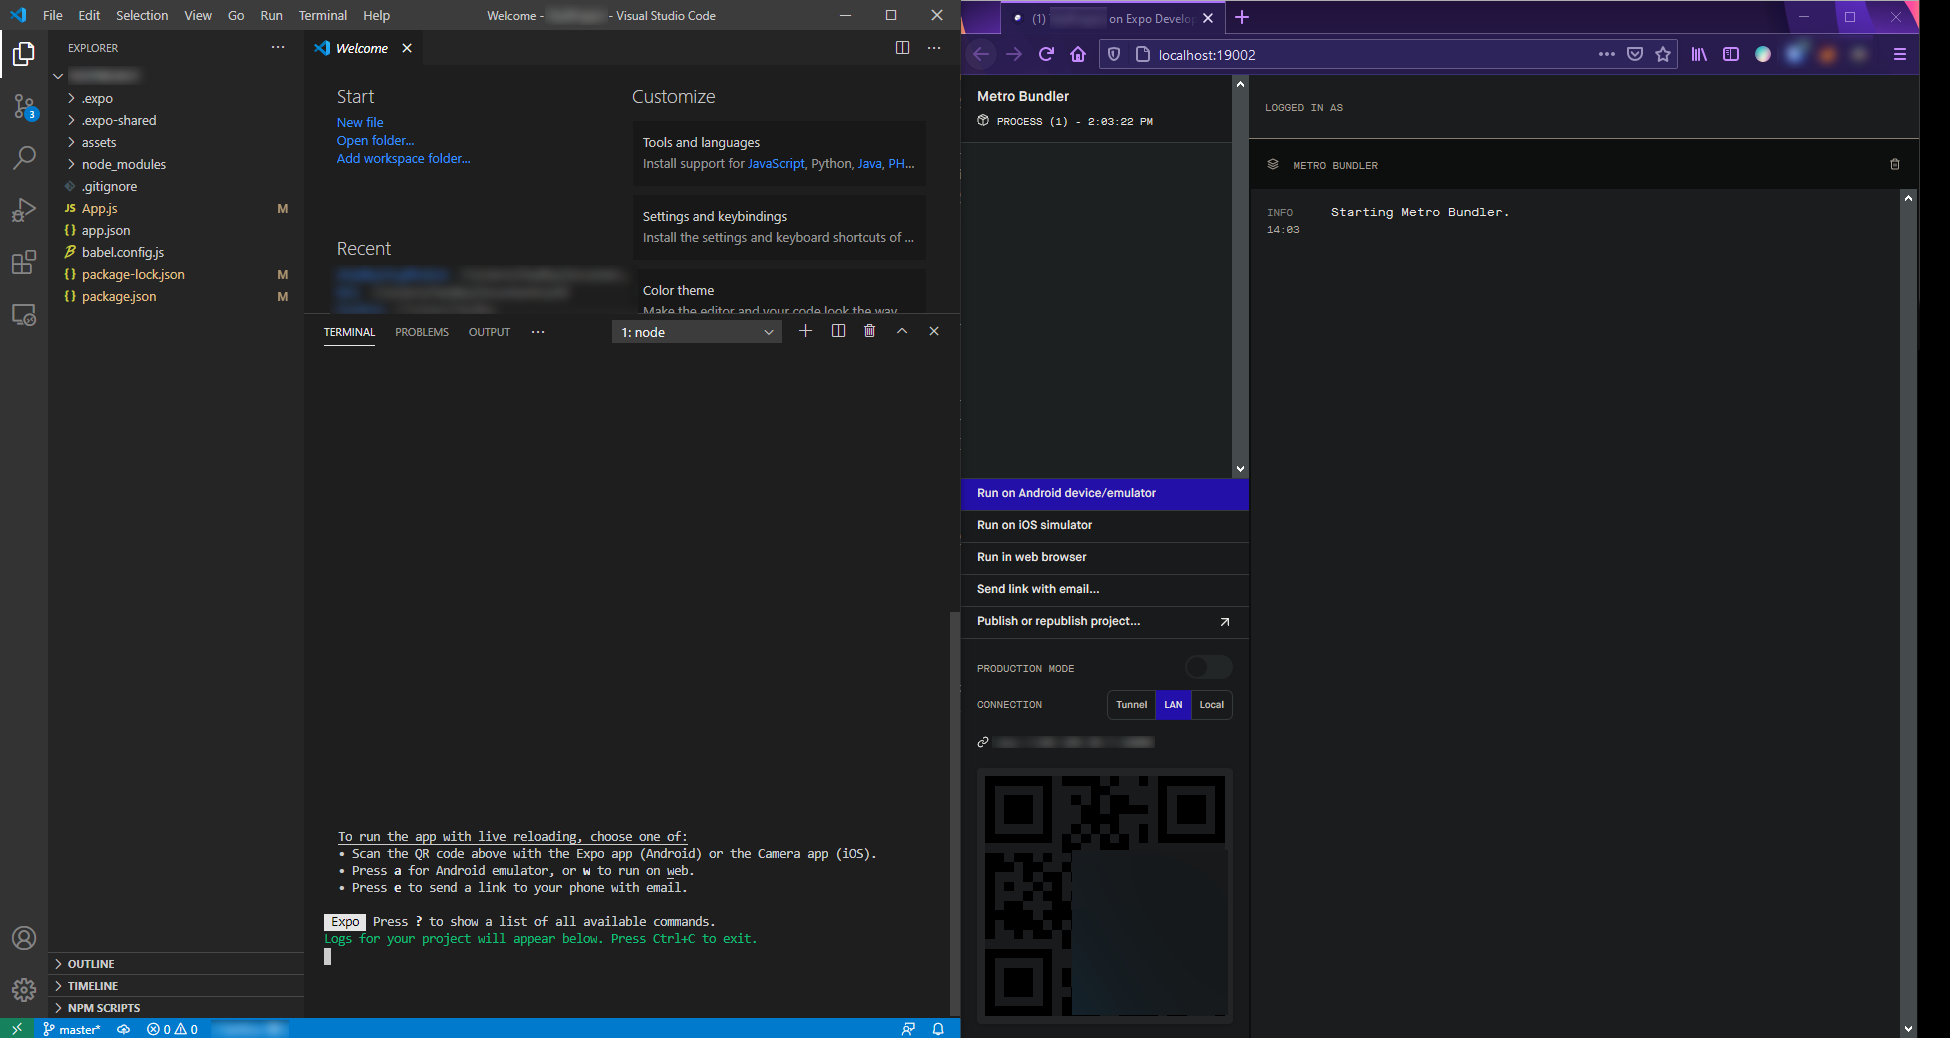 File Edit Selection View Go Run Terminal Help
Welcome - - Visual Studio Code
EXPLORER
.expo
.expo-shared
assets
node_modules
.gitignore
JS App.js M
app.json
babel.config.js
{} package-lock.json M
{} package.json M
3
OUTLINE
TIMELINE
NPM SCRIPTS
master* 0 0
Welcome
Start
New file
Open folder...
Add workspace folder...
Recent
Customize
Tools and languages
Install support for JavaScript, Python, Java, PH...
Settings and keybindings
Install the settings and keyboard shortcuts of ...
Color theme
Make the editor and your code look the way
TERMINAL PROBLEMS OUTPUT
1: node
To run the app with live reloading, choose one of:
• Scan the QR code above with the Expo app (Android) or the Camera app (iOS).
• Press a for Android emulator, or w to run on web.
• Press e to send a link to your phone with email.
Expo Press ? to show a list of all available commands.
Logs for your project will appear below. Press Ctrl+C to exit.
(1) on Expo Develop
localhost:19002
Metro Bundler
PROCESS (1) - 2:03:22 PM
Run on Android device/emulator
Run on iOS simulator
Run in web browser
Send link with email...
Publish or republish project...
PRODUCTION MODE
CONNECTION Tunnel LAN Local
LOGGED IN AS
METRO BUNDLER
INFO Starting Metro Bundler.
14:03